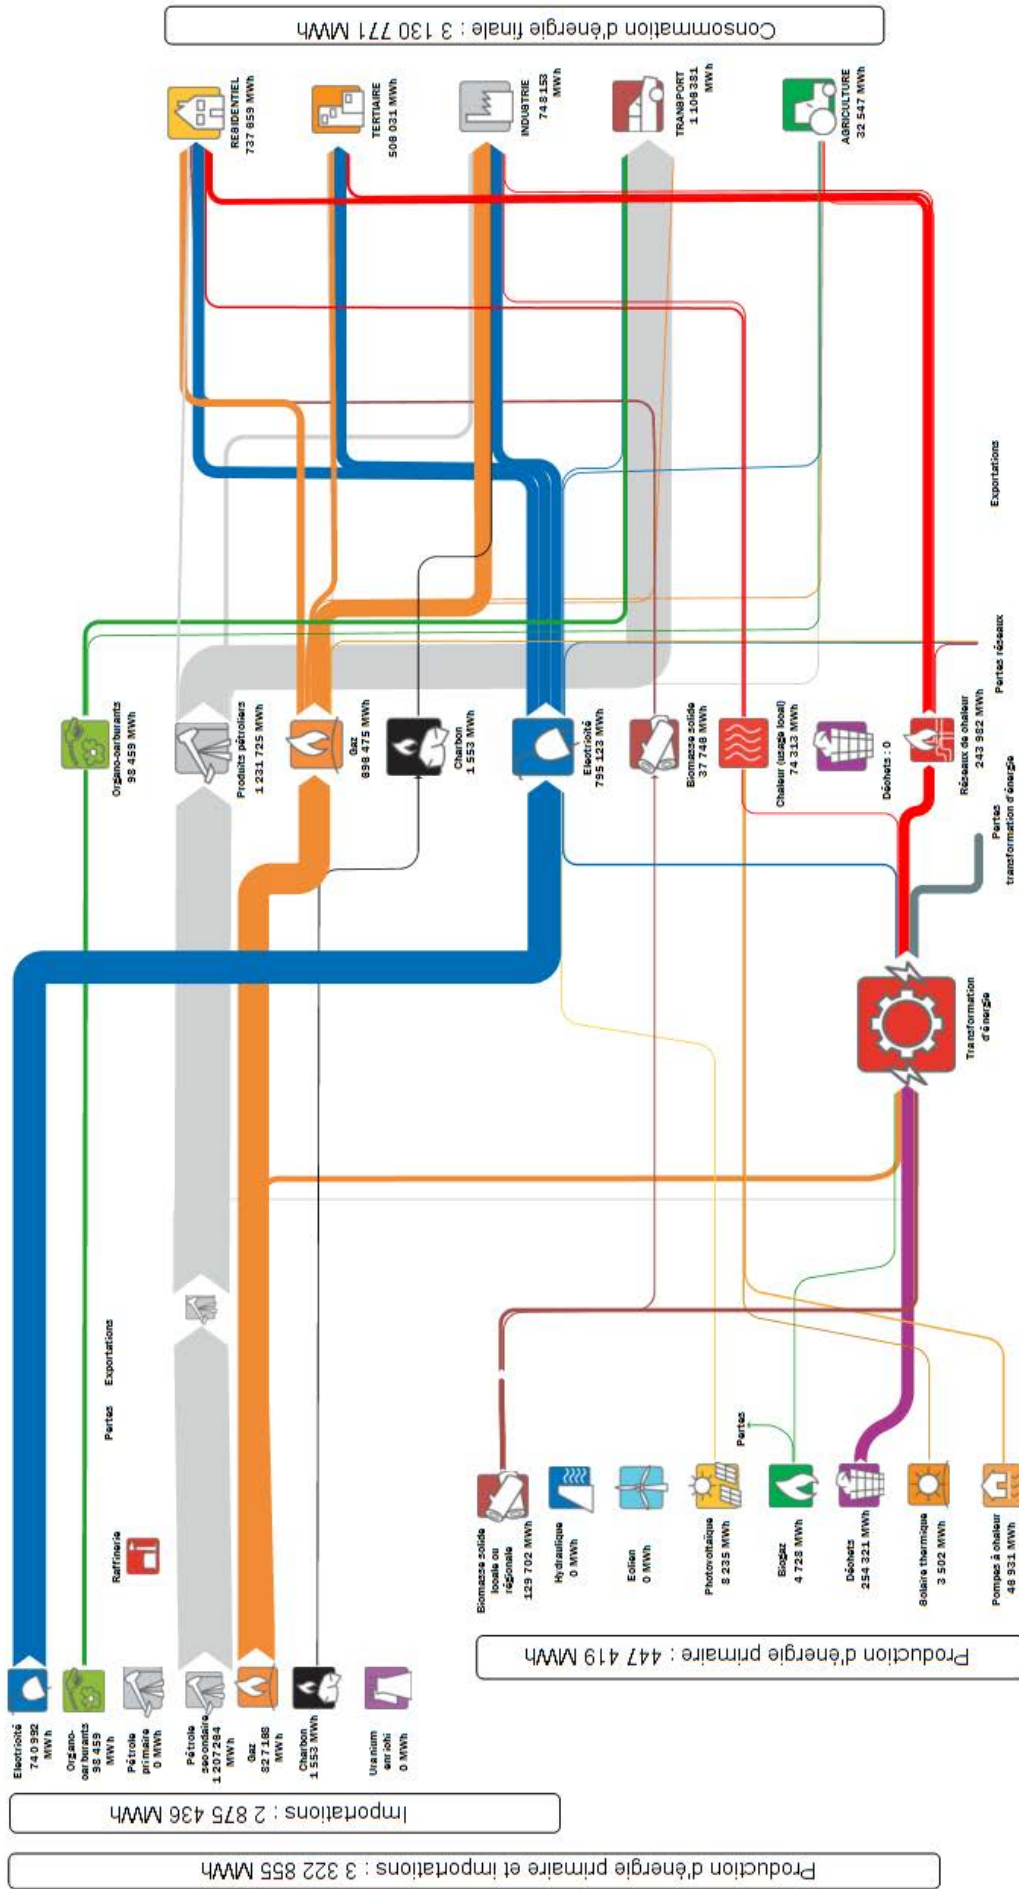 Production d'énergie primaire et importations : 3 322 855 MWh
Importations : 2 875 436 MWh
Electricité
740 992
MWh
Organo-
carburants
98 459
MWh
Pétrole
primaire
0 MWh
Pétrole
secondaire
1 207 264
MWh
Gaz
827 168
MWh
Charbon
1 553 MWh
Uranium
enrichi
0 MWh
Production d'énergie primaire : 447 419 MWh
Biomasse solide
locale ou
régionale
129 702 MWh
Hydraulique
0 MWh
Eolien
0 MWh
Photovoltaïque
8 235 MWh
Biogaz
4 728 MWh
Déchets
254 321 MWh
Solaire thermique
3 502 MWh
Pompes à chaleur
46 931 MWh
Raffinerie
Pertes
Exportations
Pertes
Transformation
d'énergie
Organo-carburants
98 459 MWh
Produits pétroliers
1 231 725 MWh
Gaz
698 475 MWh
Charbon
1 553 MWh
Electricité
795 123 MWh
Biomasse solide
37 748 MWh
Chaleur (usage local)
74 313 MWh
Déchets : 0
Réseaux de chaleur
243 982 MWh
Pertes
transformation d'énergie
Pertes réseaux
Exportations
RESIDENTIEL
737 659 MWh
TERTIAIRE
506 031 MWh
INDUSTRIE
746 153
MWh
TRANSPORT
1 108 381
MWh
AGRICULTURE
32 547 MWh
Consommation d'énergie finale : 3 130 771 MWh